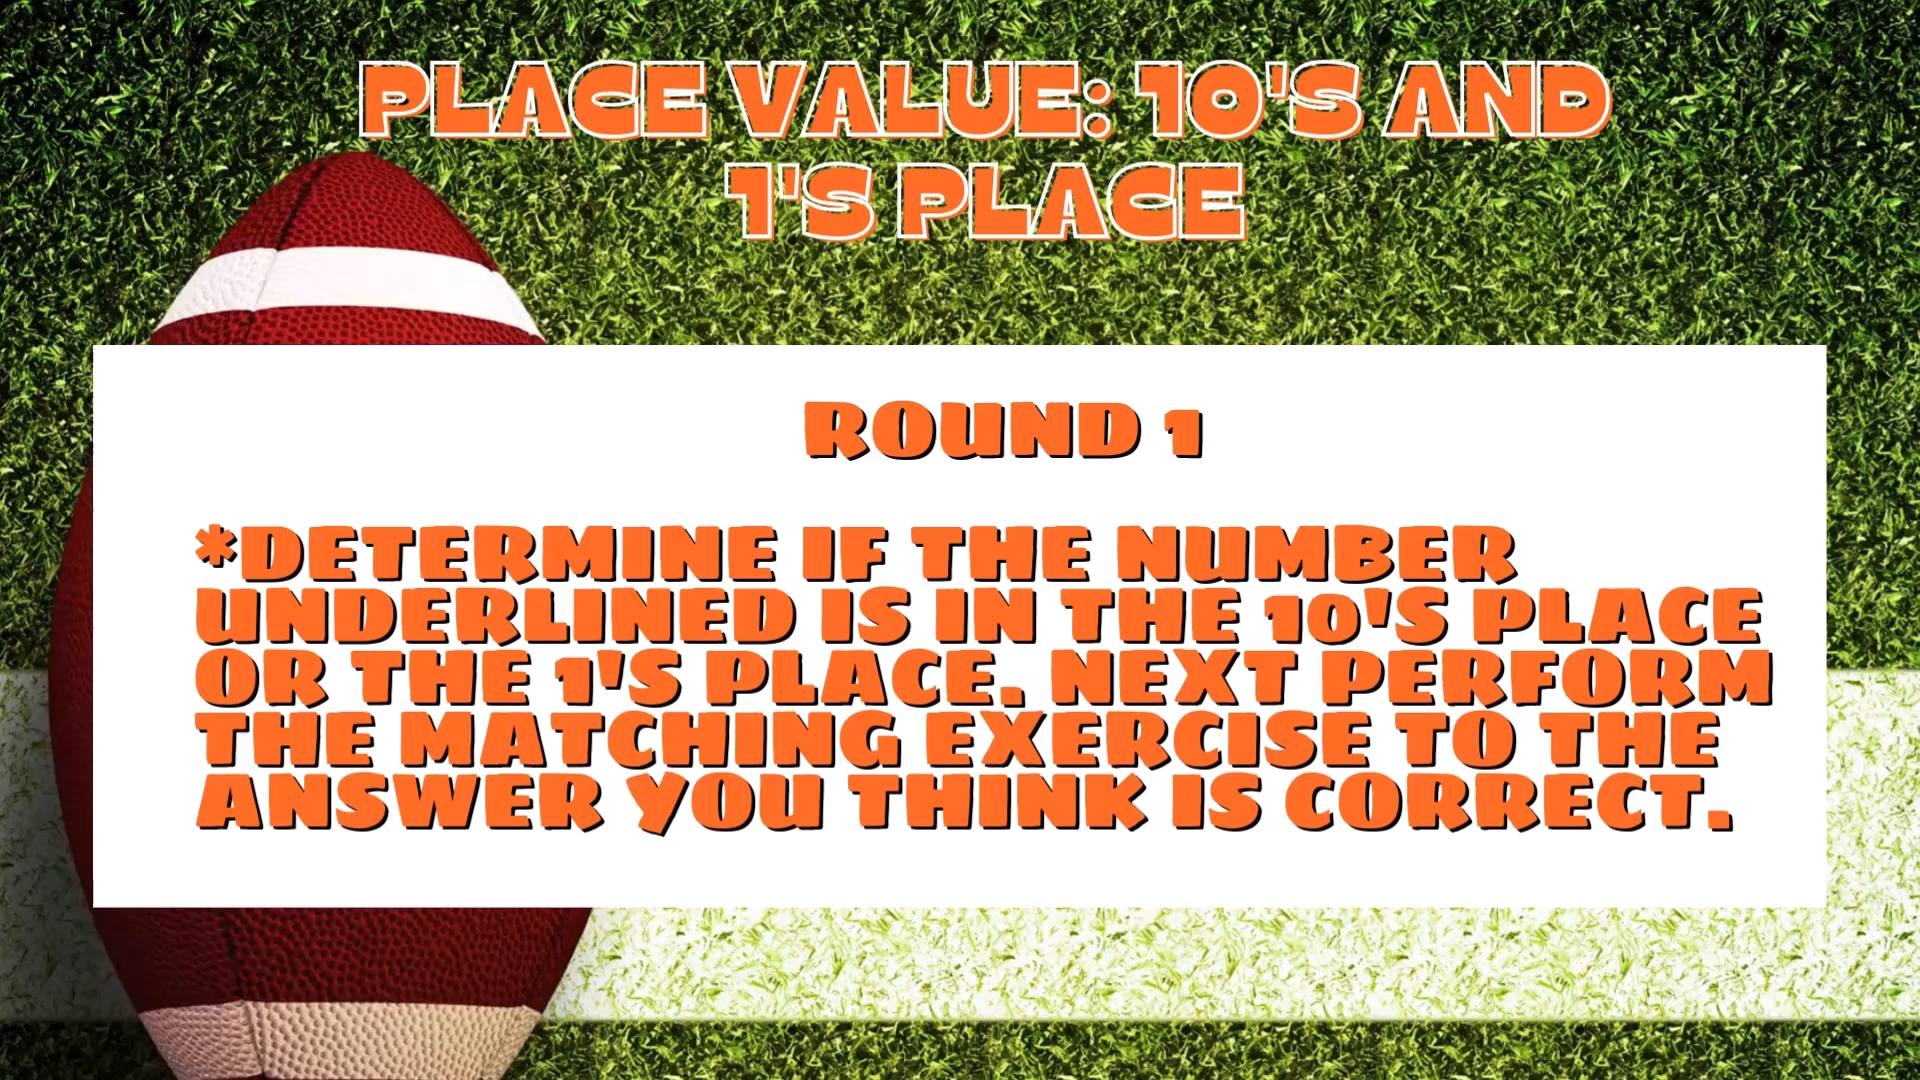 PLACE VALUE: 10'S AND
1'S PLACE
ROUND 1
*DETERMINE IF THE NUMBER
UNDERLINED IS IN THE 10'S PLACE
OR THE 1'S PLACE. NEXT PERFORM
THE MATCHING EXERCISE TO THE
ANSWER YOU THINK IS CORRECT.